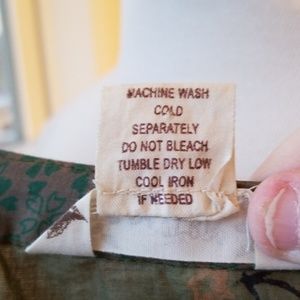 MACHINE WASH
COLD
SEPARATELY
DO NOT BLEACH
TUMBLE DRY LOW
COOL IRON
IF NEEDED